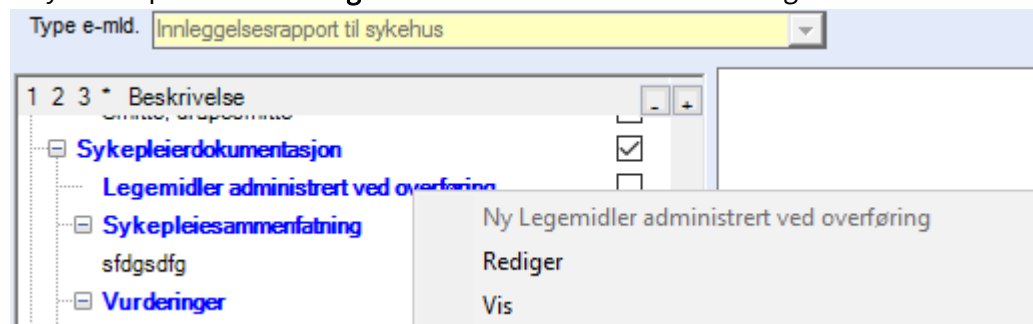 Type e-mld. Innleggelsesrapport til sykehus
1 2 3 * Beskrivelse - +
Sykepleierdokumentasjon
Legemidler administrert ved overføring
Ny Legemidler administrert ved overføring
Sykepleiesammenfatning
sfdgsdfg
Rediger
Vurderinger
Vis